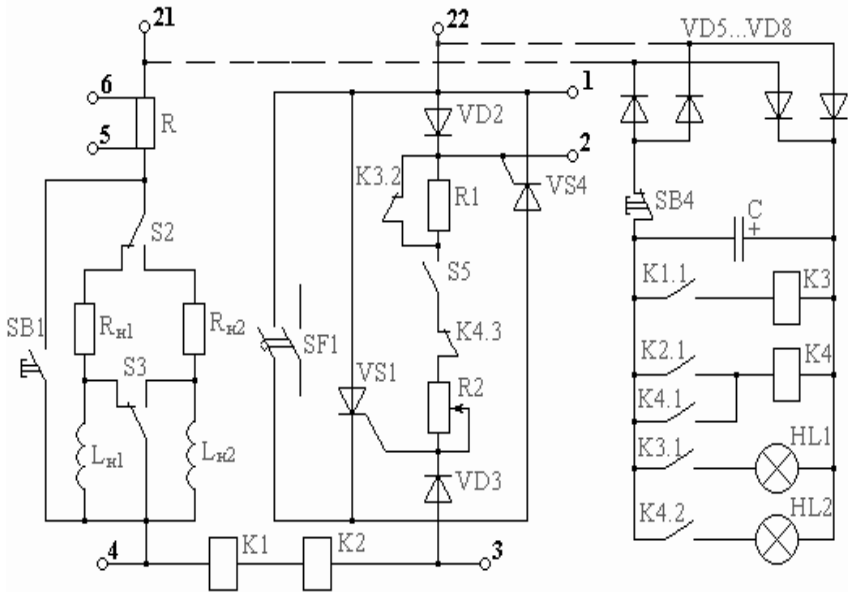 21
22
VD5...VD8
6
1
R
VD2
5
2
K3.2
R1
VS4
SB4
C
+
S2
S5
K1.1
K3
Rн1
Rн2
SB1
SF1
K4.3
S3
VS1
K2.1
K4
R2
K4.1
Lн1
Lн2
K3.1
HL1
VD3
K4.2
HL2
4
K1
K2
3